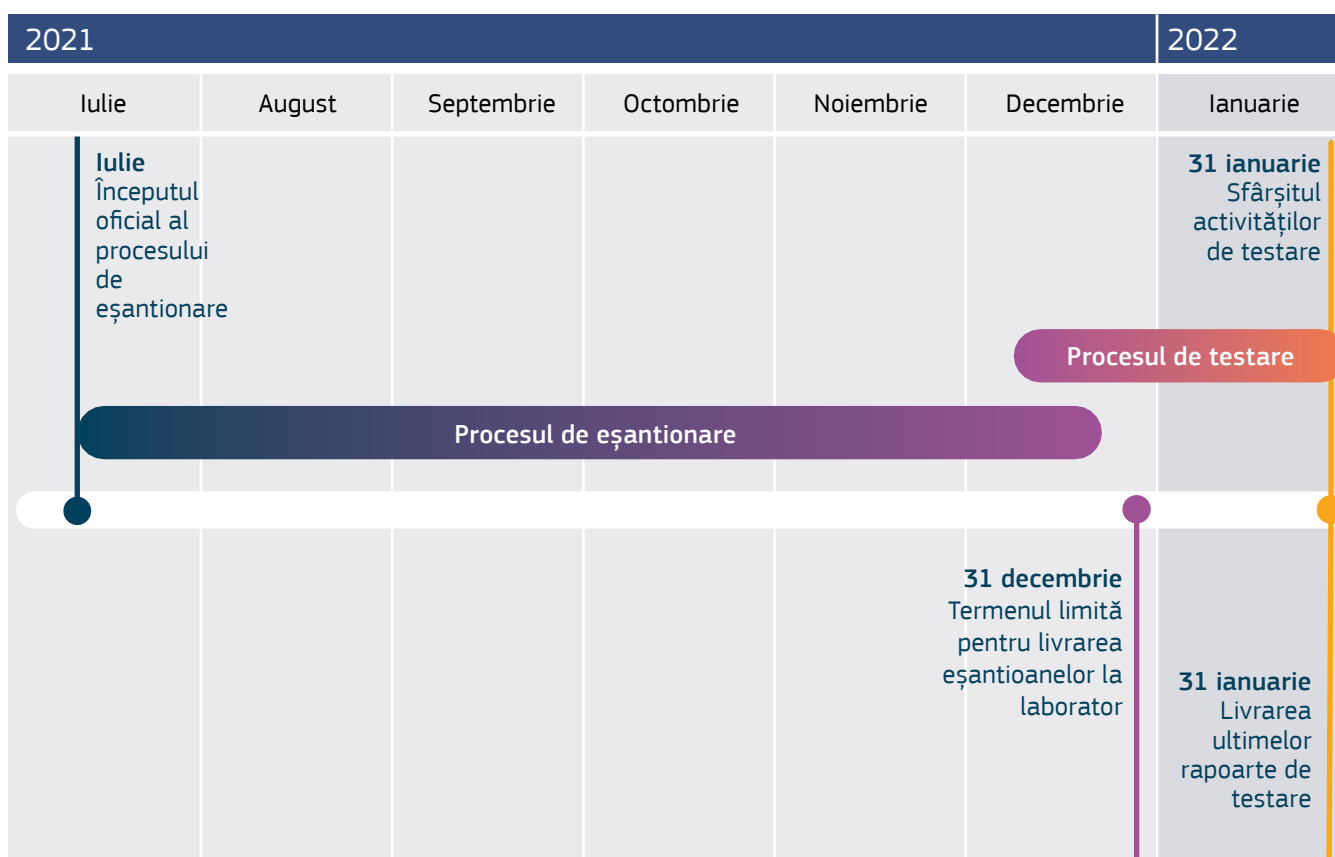 2021
2022
Iulie
August
Septembrie
Octombrie
Noiembrie
Decembrie
Ianuarie
Iulie
Începutul
oficial al
procesului
de
eșantionare
31 ianuarie
Sfârșitul
activităților
de testare
Procesul de testare
Procesul de eșantionare
31 decembrie
Termenul limită
pentru livrarea
eșantioanelor la
laborator
31 ianuarie
Livrarea
ultimelor
rapoarte de
testare